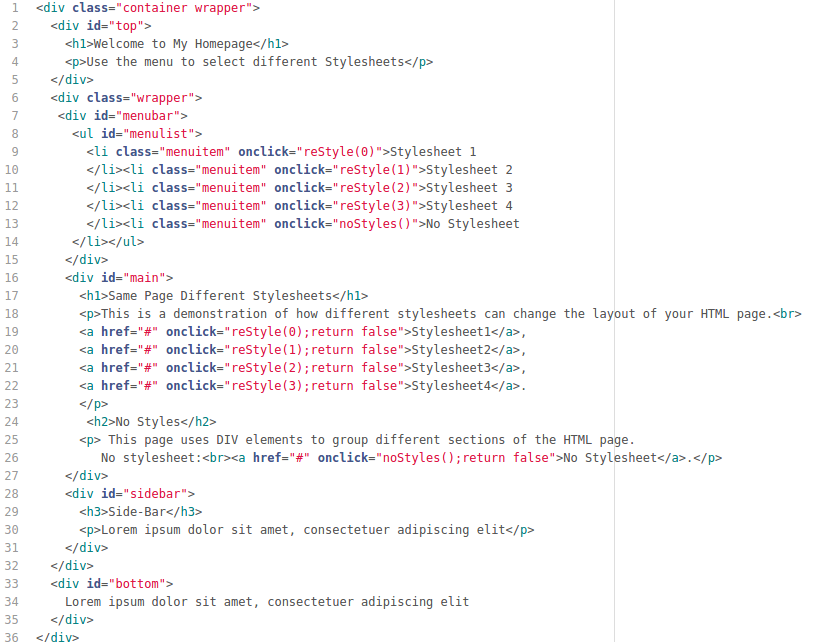 1 <div class="container wrapper">
2   <div id="top">
3     <h1>Welcome to My Homepage</h1>
4     <p>Use the menu to select different Stylesheets</p>
5   </div>
6   <div class="wrapper">
7    <div id="menubar">
8      <ul id="menulist">
9        <li class="menuitem" onclick="reStyle(0)">Stylesheet 1
10        </li><li class="menuitem" onclick="reStyle(1)">Stylesheet 2
11        </li><li class="menuitem" onclick="reStyle(2)">Stylesheet 3
12        </li><li class="menuitem" onclick="reStyle(3)">Stylesheet 4
13        </li><li class="menuitem" onclick="noStyles()">No Stylesheet
14      </li></ul>
15     </div>
16     <div id="main">
17       <h1>Same Page Different Stylesheets</h1>
18       <p>This is a demonstration of how different stylesheets can change the layout of your HTML page.<br>
19       <a href="#" onclick="reStyle(0);return false">Stylesheet1</a>,
20       <a href="#" onclick="reStyle(1);return false">Stylesheet2</a>,
21       <a href="#" onclick="reStyle(2);return false">Stylesheet3</a>,
22       <a href="#" onclick="reStyle(3);return false">Stylesheet4</a>.
23       </p>
24        <h2>No Styles</h2>
25       <p> This page uses DIV elements to group different sections of the HTML page.
26          No stylesheet:<br><a href="#" onclick="noStyles();return false">No Stylesheet</a>.</p>
27     </div>
28     <div id="sidebar">
29       <h3>Side-Bar</h3>
30       <p>Lorem ipsum dolor sit amet, consectetuer adipiscing elit</p>
31     </div>
32   </div>
33   <div id="bottom">
34     Lorem ipsum dolor sit amet, consectetuer adipiscing elit
35   </div>
36 </div>